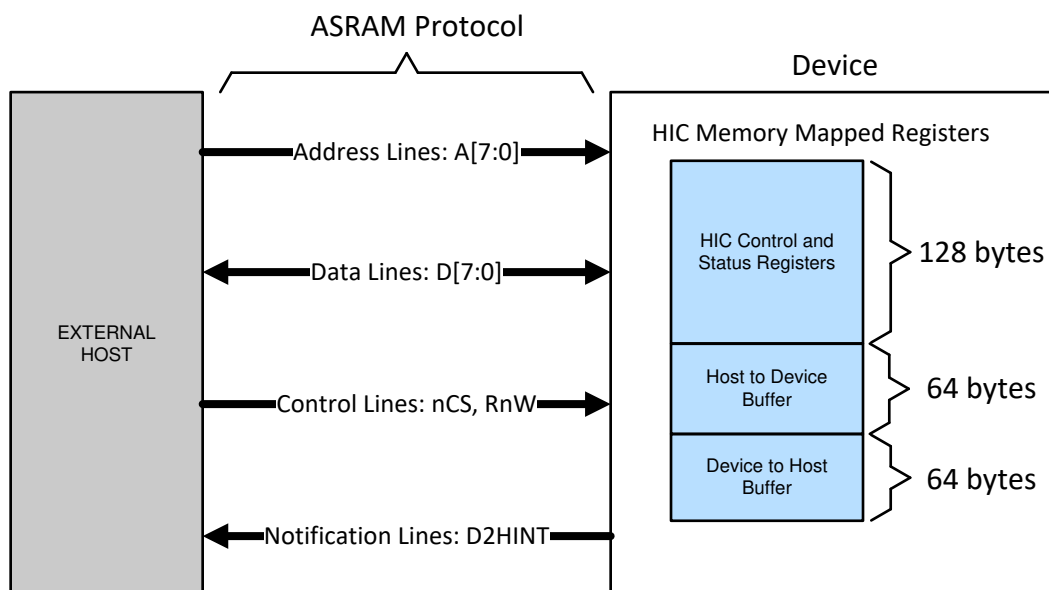 ASRAM Protocol
Device
EXTERNAL
HOST
Address Lines: A[7:0]
Data Lines: D[7:0]
Control Lines: nCS, RnW
Notification Lines: D2HINT
HIC Memory Mapped Registers
HIC Control and
Status Registers
128 bytes
Host to Device
Buffer
64 bytes
Device to Host
Buffer
64 bytes